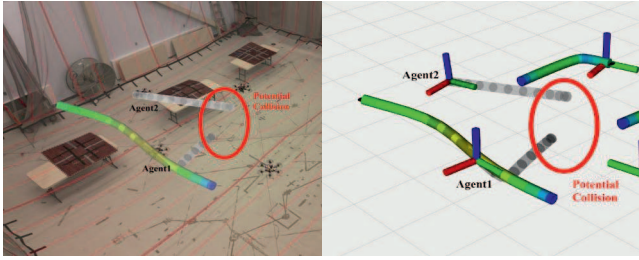 Potential
Collision
Agent2
Agent1
Agent2
Agent1
Potential
Collision